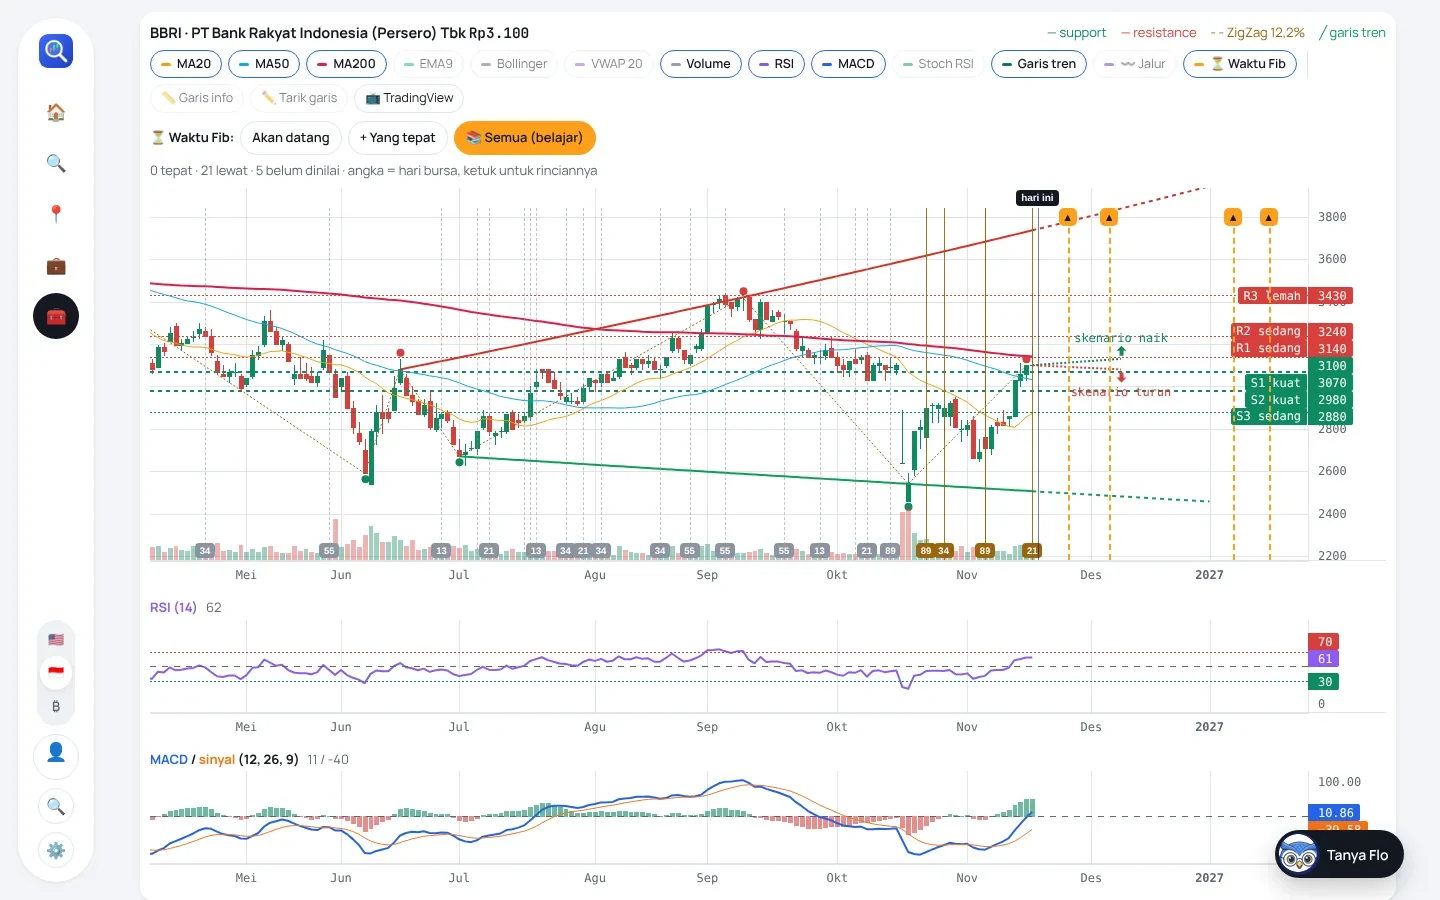 BBRI · PT Bank Rakyat Indonesia (Persero) Tbk Rp3.100
— support — resistance - - ZigZag 12,2% / garis tren
MA20 MA50 MA200 EMA9 Bollinger VWAP 20 Volume RSI MACD Stoch RSI Garis tren Jalur Waktu Fib
Garis info Tarik garis TradingView
Waktu Fib: Akan datang + Yang tepat Semua (belajar)
0 tepat · 21 lewat · 5 belum dinilai · angka = hari bursa, ketuk untuk rinciannya
hari ini
3800
3600
R3 lemah 3430
R2 sedang 3240
skenario naik
R1 sedang 3140
3100
S1 kuat 3070
skenario turun
S2 kuat 2980
S3 sedang 2880
2800
2600
2400
34 55 13 21 13 34 21 34 34 55 55 55 13 21 89 89 34 89 21
2200
Mei Jun Jul Agu Sep Okt Nov Des 2027
RSI (14) 62
70
61
30
0
Mei Jun Jul Agu Sep Okt Nov Des 2027
MACD / sinyal (12, 26, 9) 11 / -40
100.00
10.86
Tanya Flo
Mei Jun Jul Agu Sep Okt Nov Des 2027